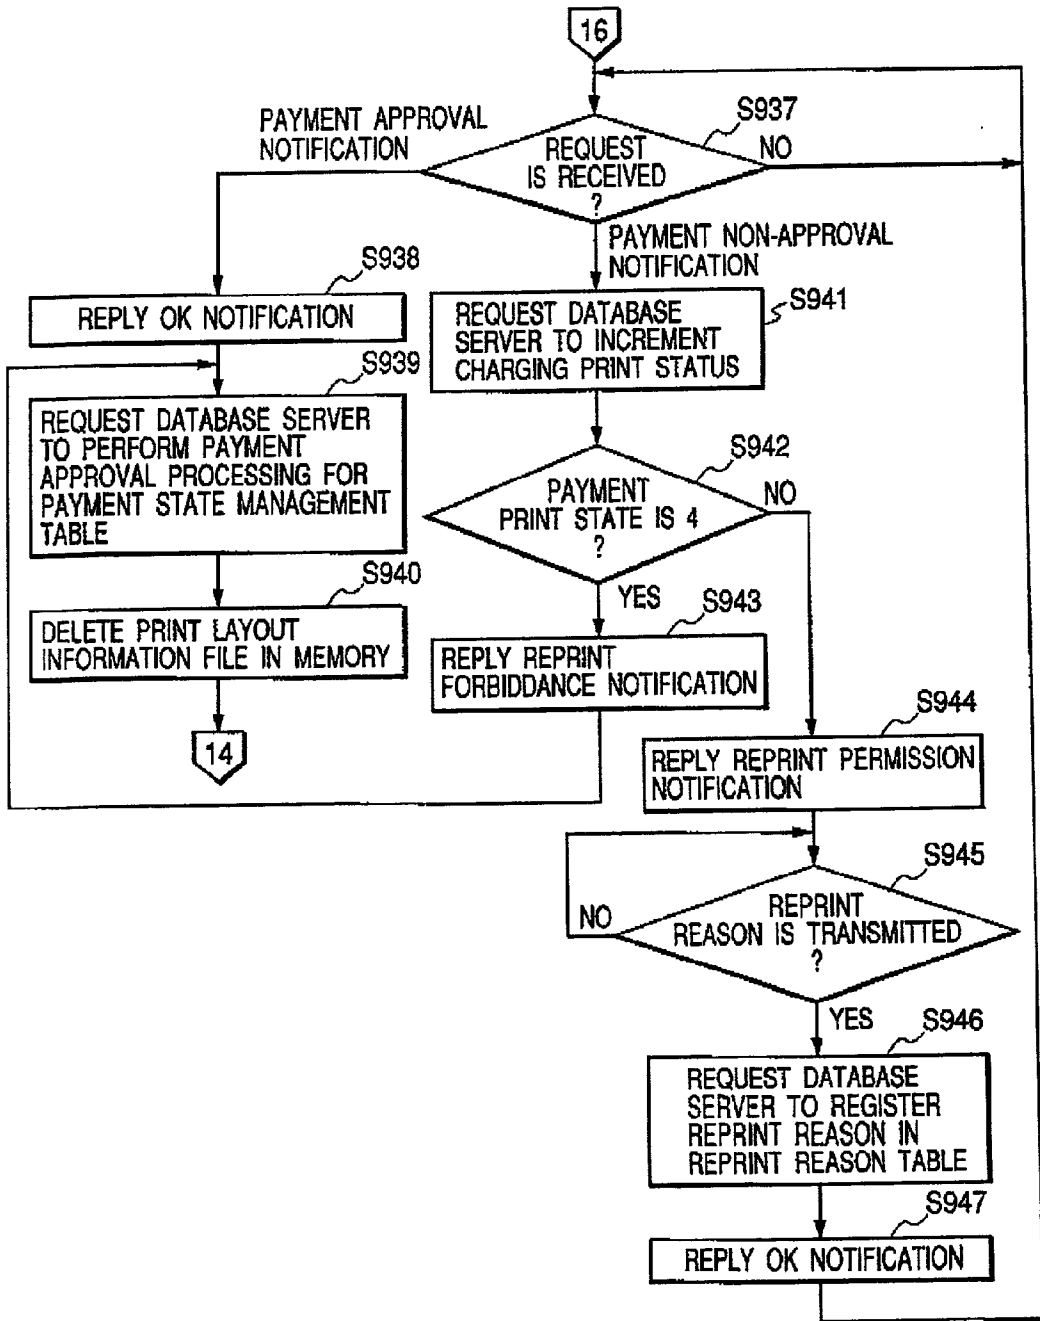 16
S937
PAYMENT APPROVAL
NOTIFICATION
REQUEST
IS RECEIVED
?
NO
PAYMENT NON-APPROVAL
NOTIFICATION
S938
REPLY OK NOTIFICATION
S939
REQUEST DATABASE SERVER
TO PERFORM PAYMENT
APPROVAL PROCESSING FOR
PAYMENT STATE MANAGEMENT
TABLE
S940
DELETE PRINT LAYOUT
INFORMATION FILE IN MEMORY
14
S941
REQUEST DATABASE
SERVER TO INCREMENT
CHARGING PRINT STATUS
S942
PAYMENT
PRINT STATE IS 4
?
NO
YES
S943
REPLY REPRINT
FORBIDDANCE NOTIFICATION
S944
REPLY REPRINT PERMISSION
NOTIFICATION
S945
REPRINT
REASON IS TRANSMITTED
?
NO
YES
S946
REQUEST DATABASE
SERVER TO REGISTER
REPRINT REASON IN
REPRINT REASON TABLE
S947
REPLY OK NOTIFICATION